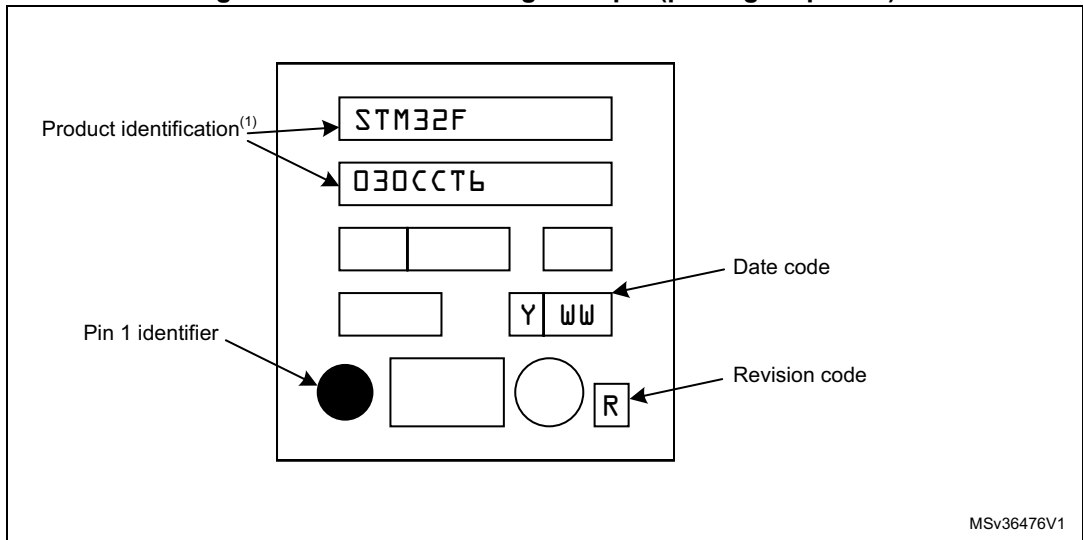 STM32F
Product identification(1)
030CCT6
Date code
Y WW
Pin 1 identifier
Revision code
R
MSv36476V1